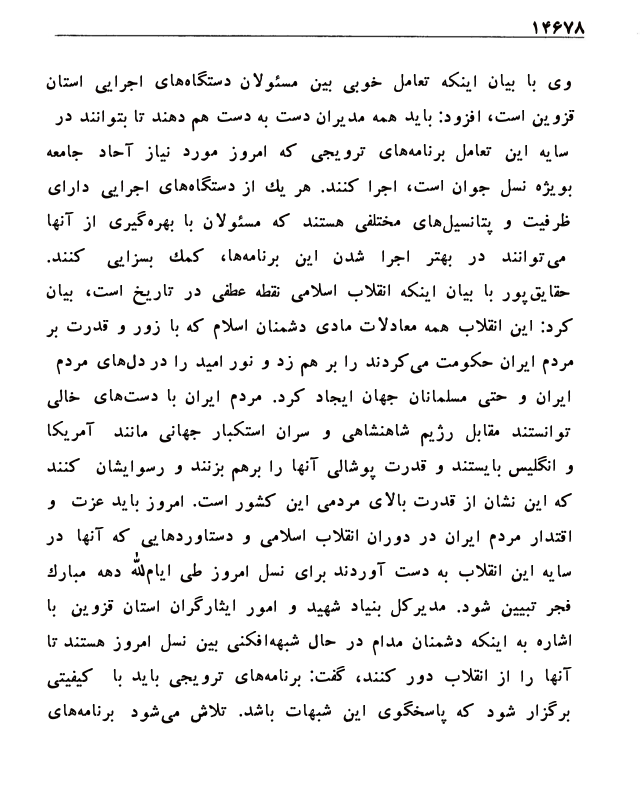 ۱۴۶۷۸
وی با بیان اینکه تعامل خوبی بین مسئولان دستگاه‌های اجرایی استان
قزوین است، افزود: باید همه مدیران دست به دست هم دهند تا بتوانند در
سایه این تعامل برنامه‌های ترویجی که امروز مورد نیاز آحاد جامعه
بویژه نسل جوان است، اجرا کنند. هر یك از دستگاه‌های اجرایی دارای
ظرفیت و پتانسیل‌های مختلفی هستند که مسئولان با بهره‌گیری از آنها
می‌توانند در بهتر اجرا شدن این برنامه‌ها، کمك بسزایی کنند.
حقایق‌پور با بیان اینکه انقلاب اسلامی نقطه عطفی در تاریخ است، بیان
کرد: این انقلاب همه معادلات مادی دشمنان اسلام که با زور و قدرت بر
مردم ایران حکومت می‌کردند را بر هم زد و نور امید را در دل‌های مردم
ایران و حتی مسلمانان جهان ایجاد کرد. مردم ایران با دست‌های خالی
توانستند مقابل رژیم شاهنشاهی و سران استکبار جهانی مانند آمریکا
و انگلیس بایستند و قدرت پوشالی آنها را برهم بزنند و رسوایشان کنند
که این نشان از قدرت بالای مردمی این کشور است. امروز باید عزت و
اقتدار مردم ایران در دوران انقلاب اسلامی و دستاوردهایی که آنها در
سایه این انقلاب به دست آوردند برای نسل امروز طی ایام‌الله دهه مبارك
فجر تبیین شود. مدیرکل بنیاد شهید و امور ایثارگران استان قزوین با
اشاره به اینکه دشمنان مدام در حال شبهه‌افکنی بین نسل امروز هستند تا
آنها را از انقلاب دور کنند، گفت: برنامه‌های ترویجی باید با کیفیتی
برگزار شود که پاسخگوی این شبهات باشد. تلاش می‌شود برنامه‌های